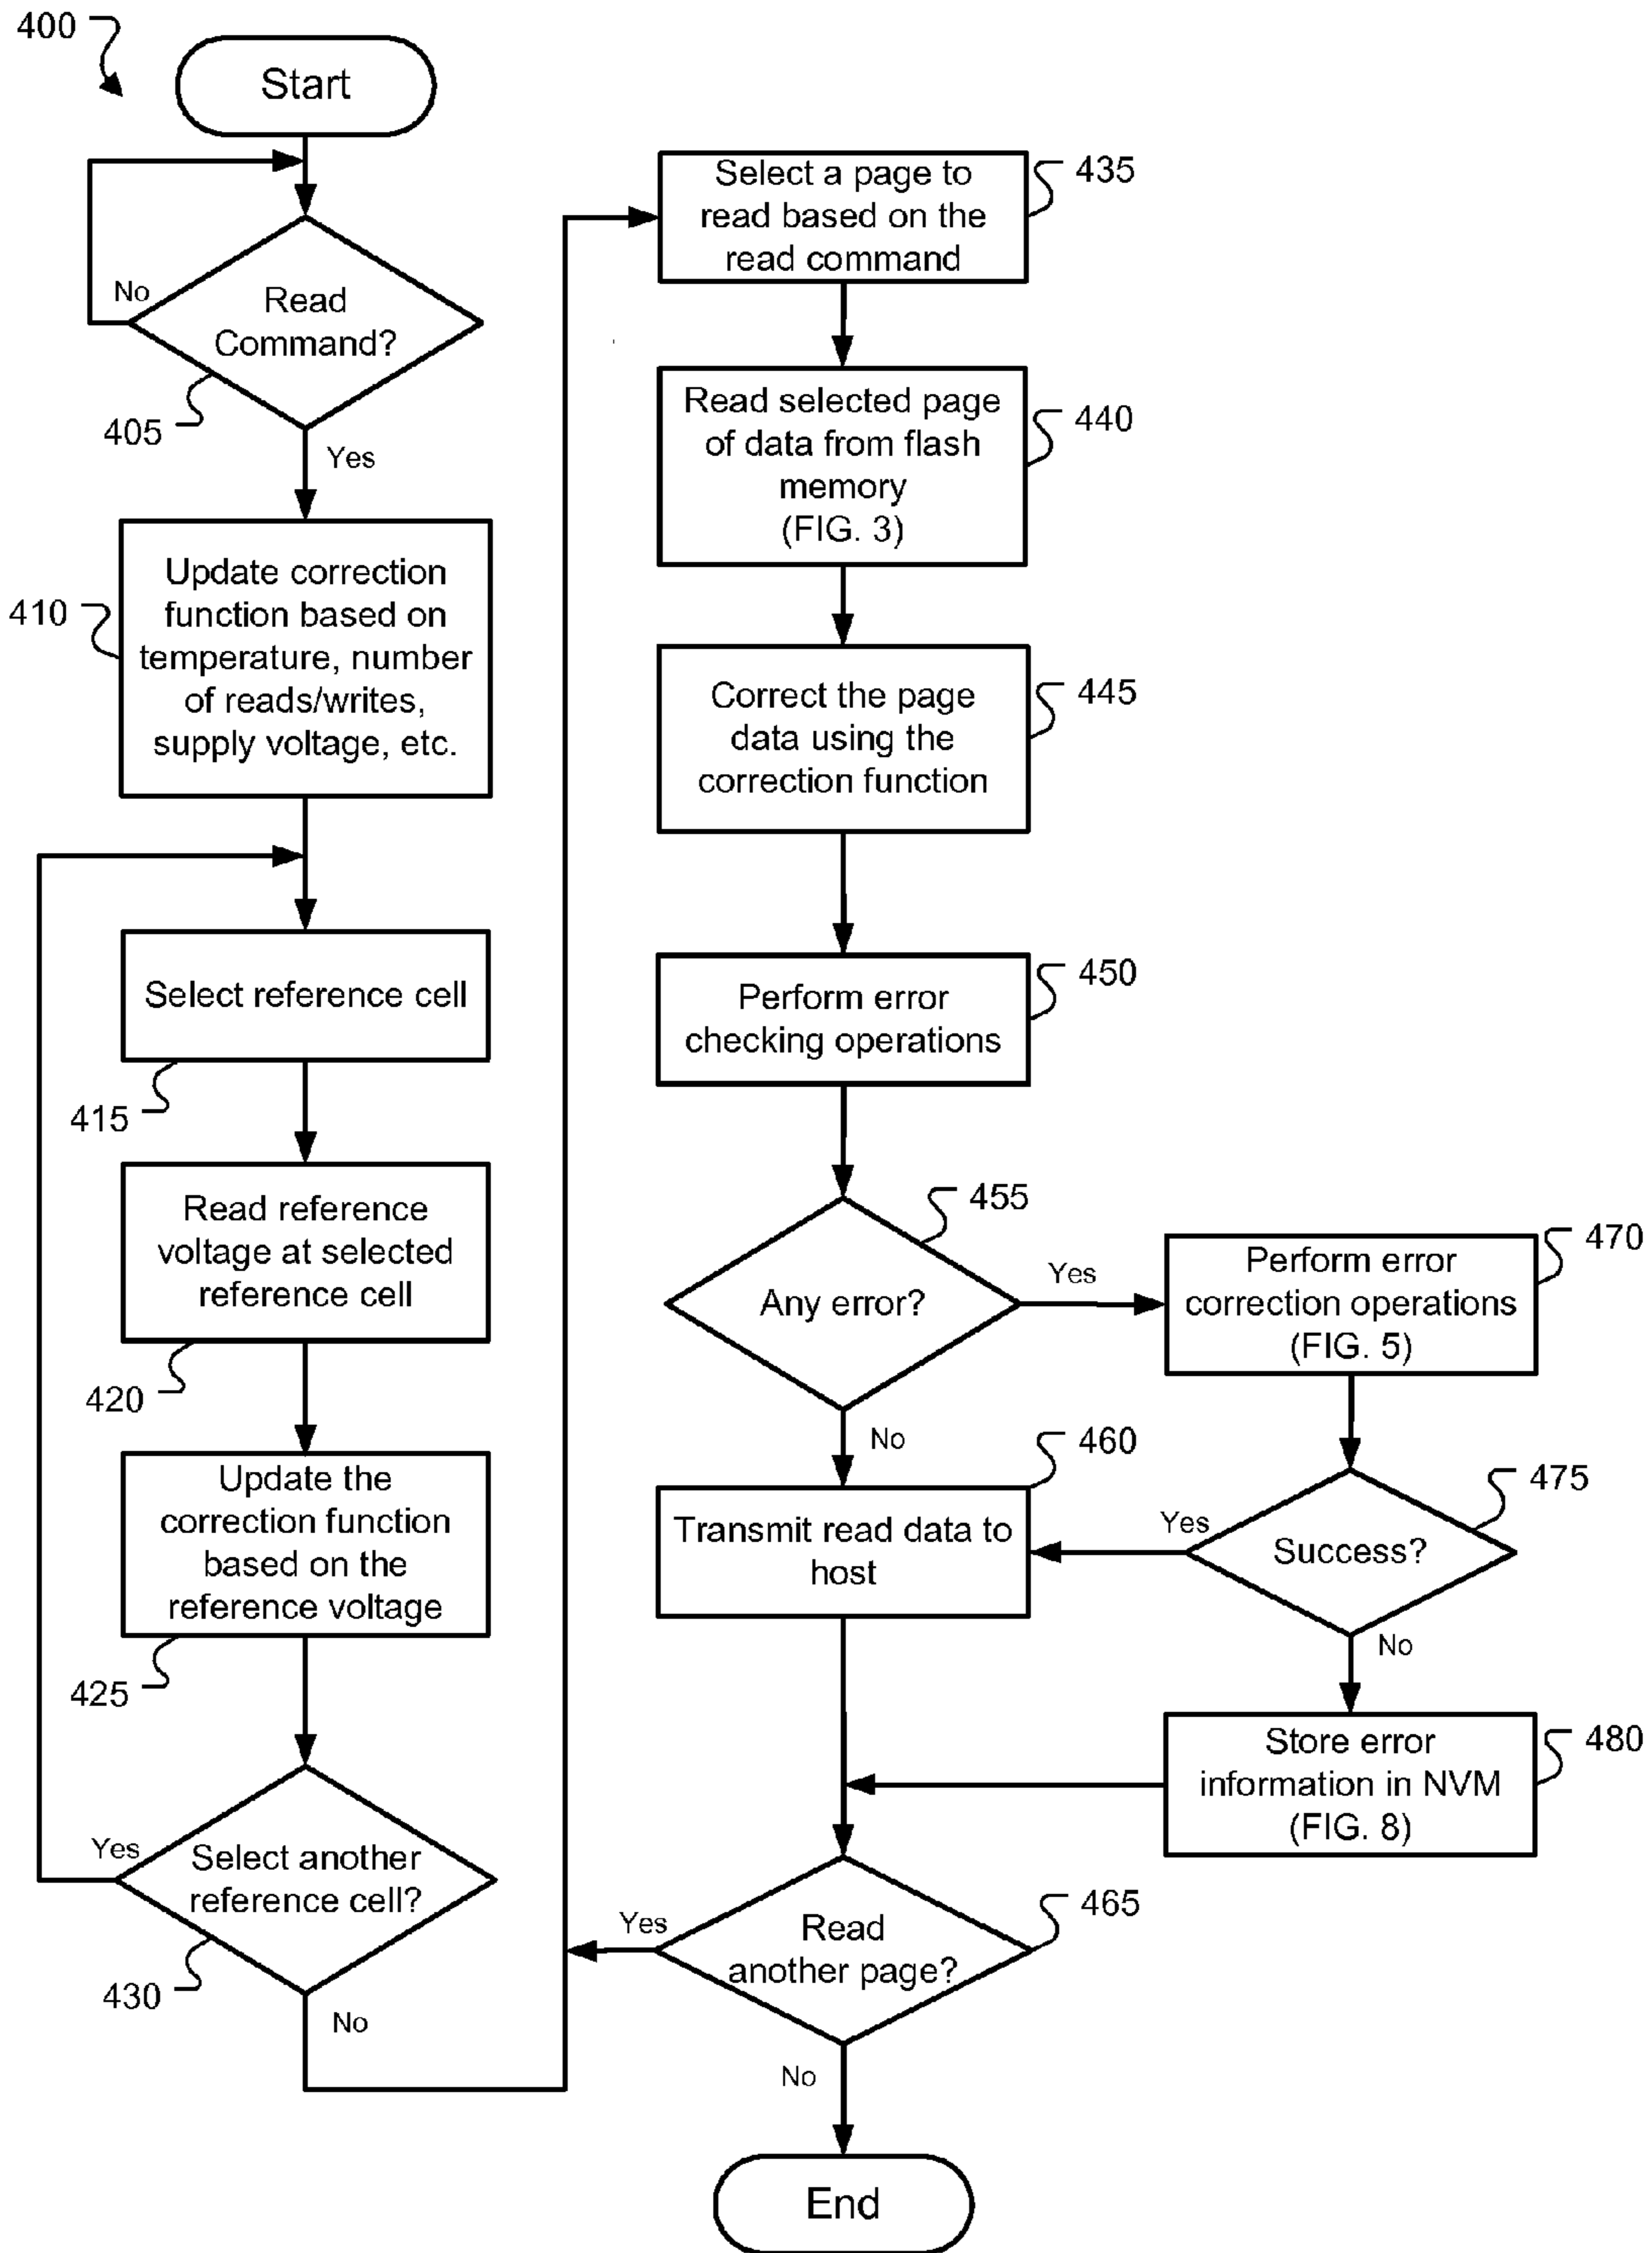 400
Start
No
Read
Command?
405
Yes
410
Update correction
function based on
temperature, number
of reads/writes,
supply voltage, etc.
Select reference cell
415
Read reference
voltage at selected
reference cell
420
Update the
correction function
based on the
reference voltage
425
Yes
Select another
reference cell?
430
No
Select a page to
read based on the
read command
435
Read selected page
of data from flash
memory
(FIG. 3)
440
Correct the page
data using the
correction function
445
Perform error
checking operations
450
455
Any error?
Yes
No
Perform error
correction operations
(FIG. 5)
470
460
Transmit read data to
host
475
Yes
Success?
No
Store error
information in NVM
(FIG. 8)
480
Yes
Read
another page?
465
No
End